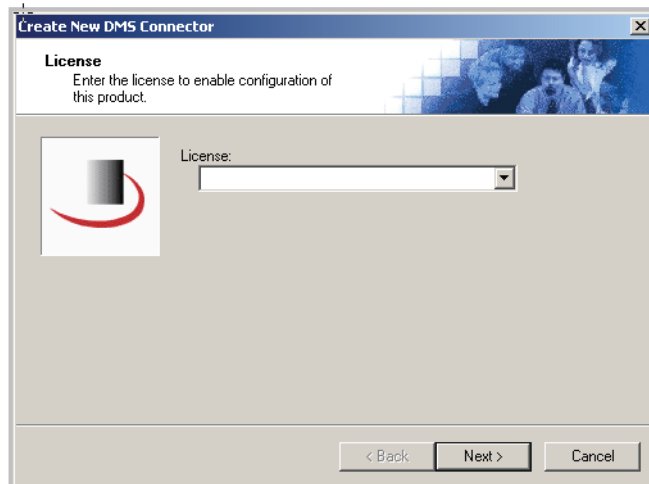 Create New DMS Connector
License
Enter the license to enable configuration of
this product.
License:
< Back
Next >
Cancel